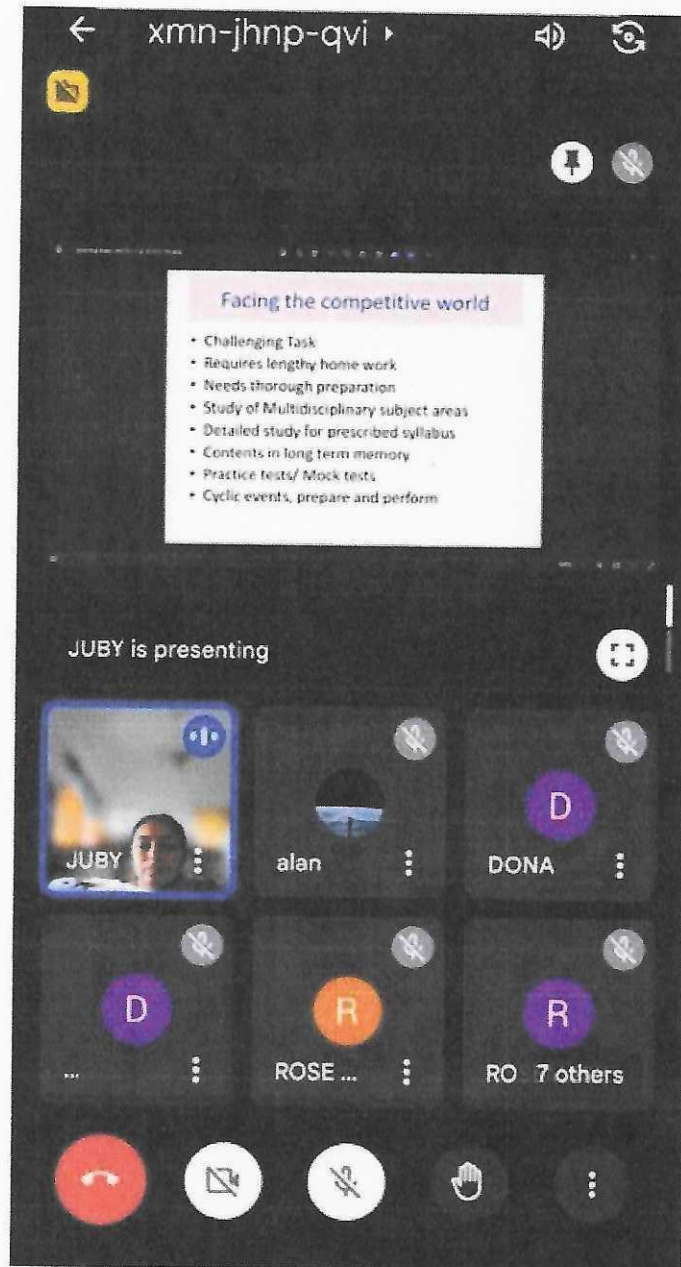 xmn-jhnp-qvi
Facing the competitive world
• Challenging Task
• Requires lengthy home work
• Needs thorough preparation
• Study of Multidisciplinary subject areas
• Detailed study for prescribed syllabus
• Contents in long term memory
• Practice tests/ Mock tests
• Cyclic events, prepare and perform
JUBY is presenting
JUBY
alan
D
DONA
D
...
R
ROSE ...
R
RO 7 others